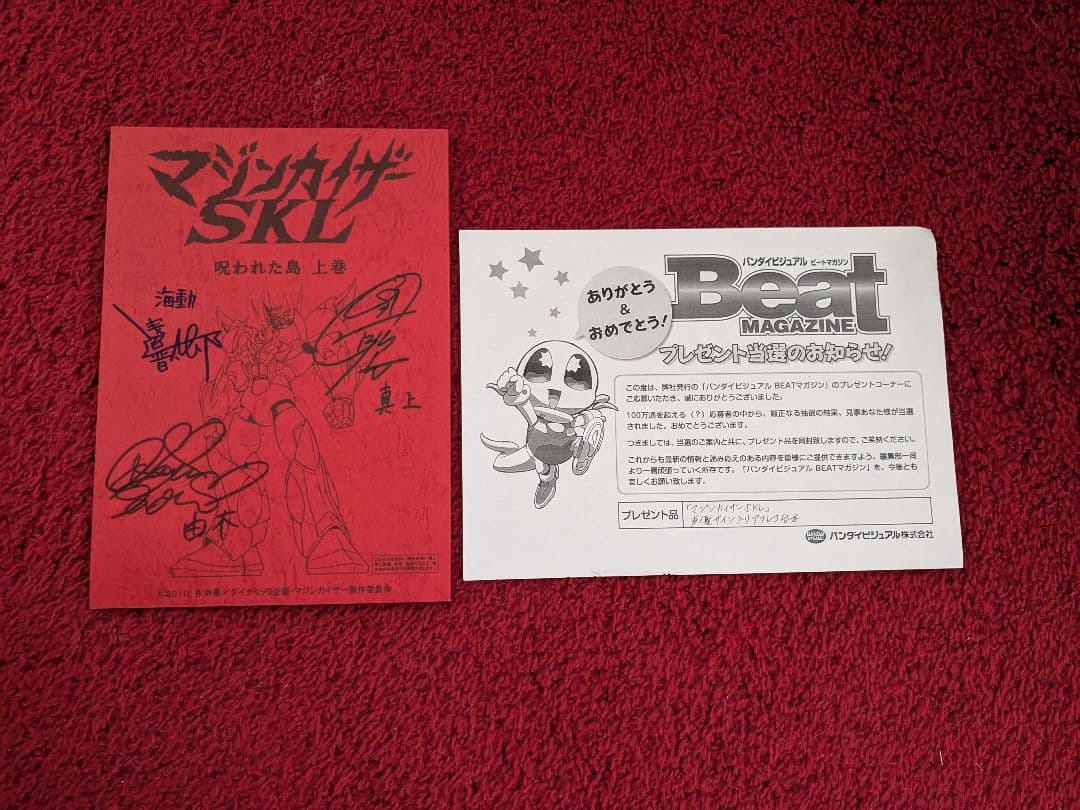 マジンカイザー
SKL
呪われた島 上巻
海動
真上
由木
©2010 永井豪/ダイナミック企画・マジンカイザー製作委員会
ありがとう
&
おめでとう!
バンダイビジュアル ビートマガジン
Beat
MAGAZINE
プレゼント当選のお知らせ!
この度は、弊社発行の「バンダイビジュアル BEATマガジン」のプレゼントコーナーに
ご応募いただき、誠にありがとうございました。
100万通を超える(?)応募者の中から、厳正なる抽選の結果、見事あなた様が当選
されました。おめでとうございます。
つきましては、当選のご案内と共に、プレゼント品を同封致しますので、ご笑納ください。
これからも最新の情報と読み応えのある内容を皆様にご提供できますよう、編集部一同
より一層頑張っていく所存です。「バンダイビジュアル BEATマガジン」を、今後とも
宜しくお願い致します。
プレゼント品
「マジンカイザーSKL」
バンダイビジュアル株式会社